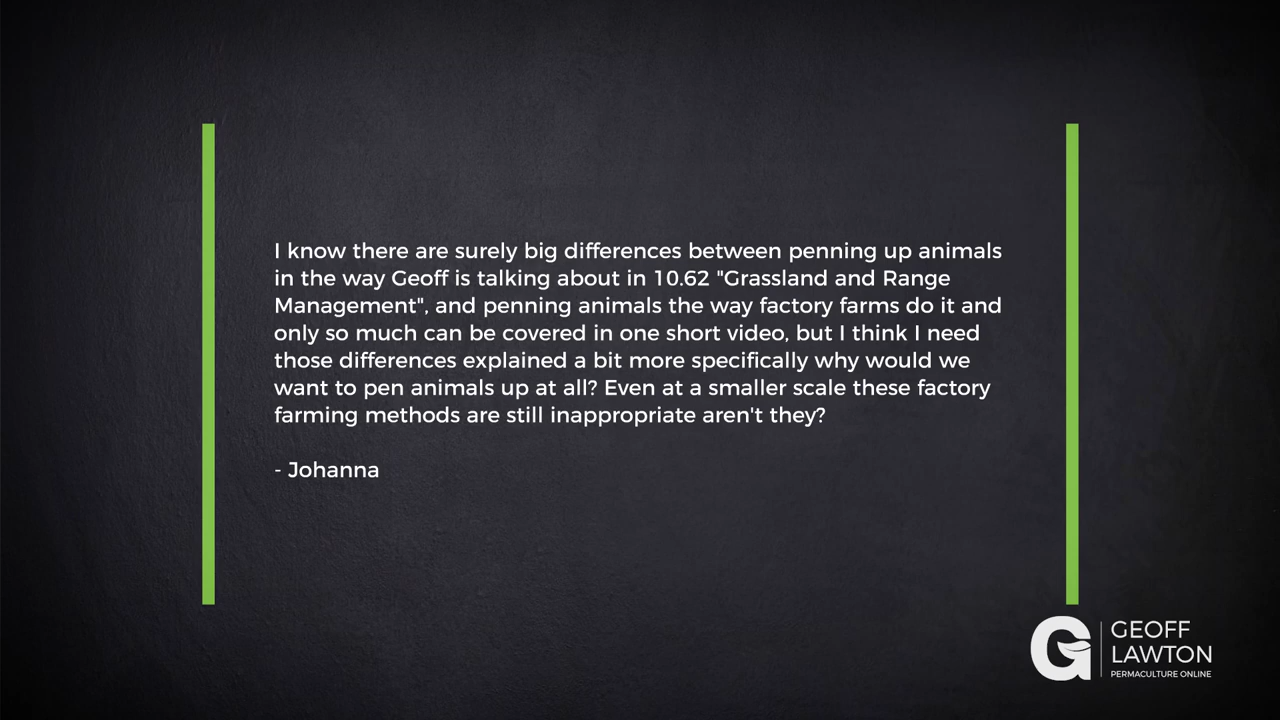 I know there are surely big differences between penning up animals
in the way Geoff is talking about in 10.62 "Grassland and Range
Management", and penning animals the way factory farms do it and
only so much can be covered in one short video, but I think I need
those differences explained a bit more specifically why would we
want to pen animals up at all? Even at a smaller scale these factory
farming methods are still inappropriate aren't they?
- Johanna
GEOFF
LAWTON
PERMACULTURE ONLINE